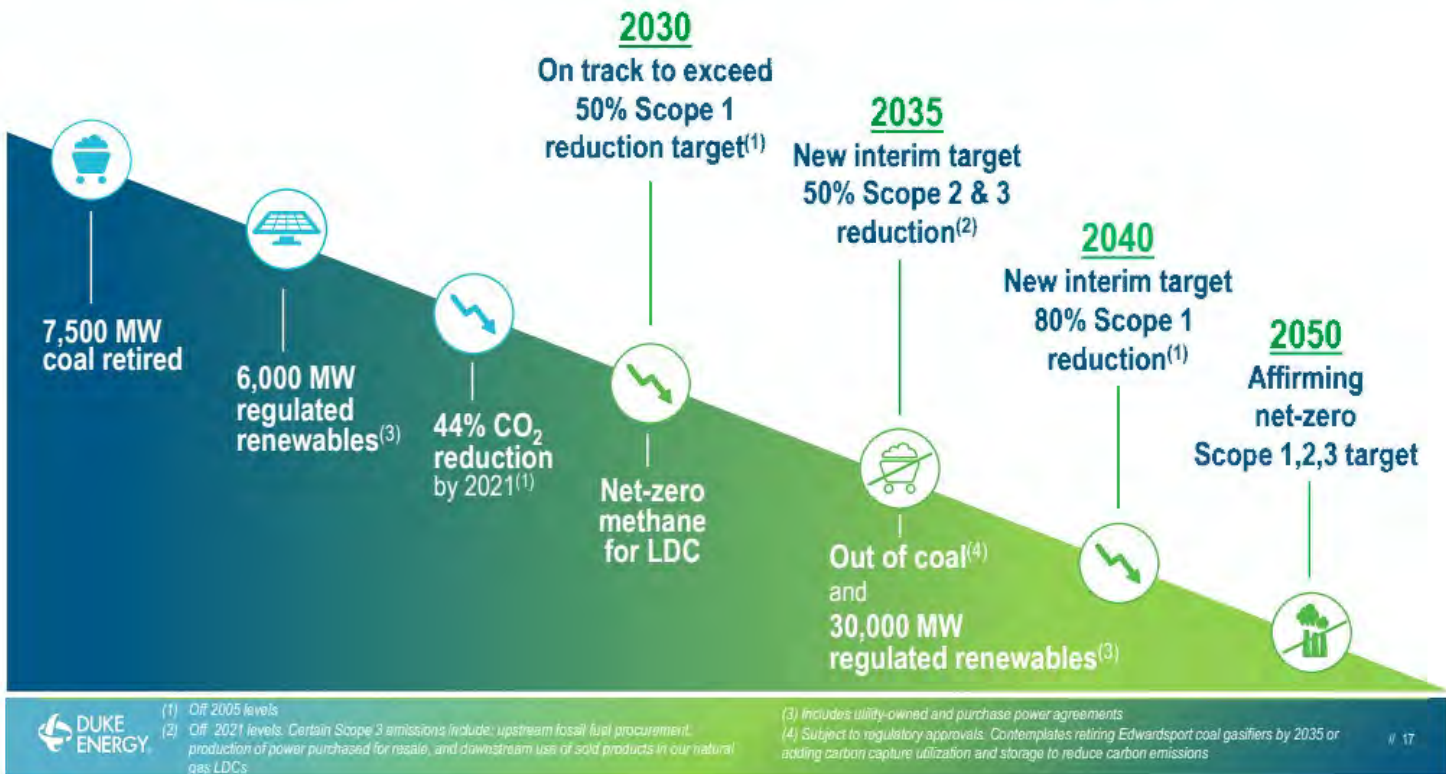 2030
On track to exceed
50% Scope 1
reduction target(1)
2035
New interim target
50% Scope 2 & 3
reduction(2)
2040
New interim target
80% Scope 1
reduction(1)
2050
Affirming
net-zero
Scope 1,2,3 target
7,500 MW
coal retired
6,000 MW
regulated
renewables(3)
44% CO2
reduction
by 2021(1)
Net-zero
methane
for LDC
Out of coal(4)
and
30,000 MW
regulated renewables(3)
DUKE
ENERGY®
(1) Off 2005 levels
(2) Off 2021 levels. Certain Scope 3 emissions include: upstream fossil fuel procurement,
production of power purchased for resale, and downstream use of sold products in our natural
gas LDCs
(3) Includes utility-owned and purchase power agreements
(4) Subject to regulatory approvals. Contemplates retiring Edwardsport coal gasifiers by 2035 or
adding carbon capture utilization and storage to reduce carbon emissions
// 17